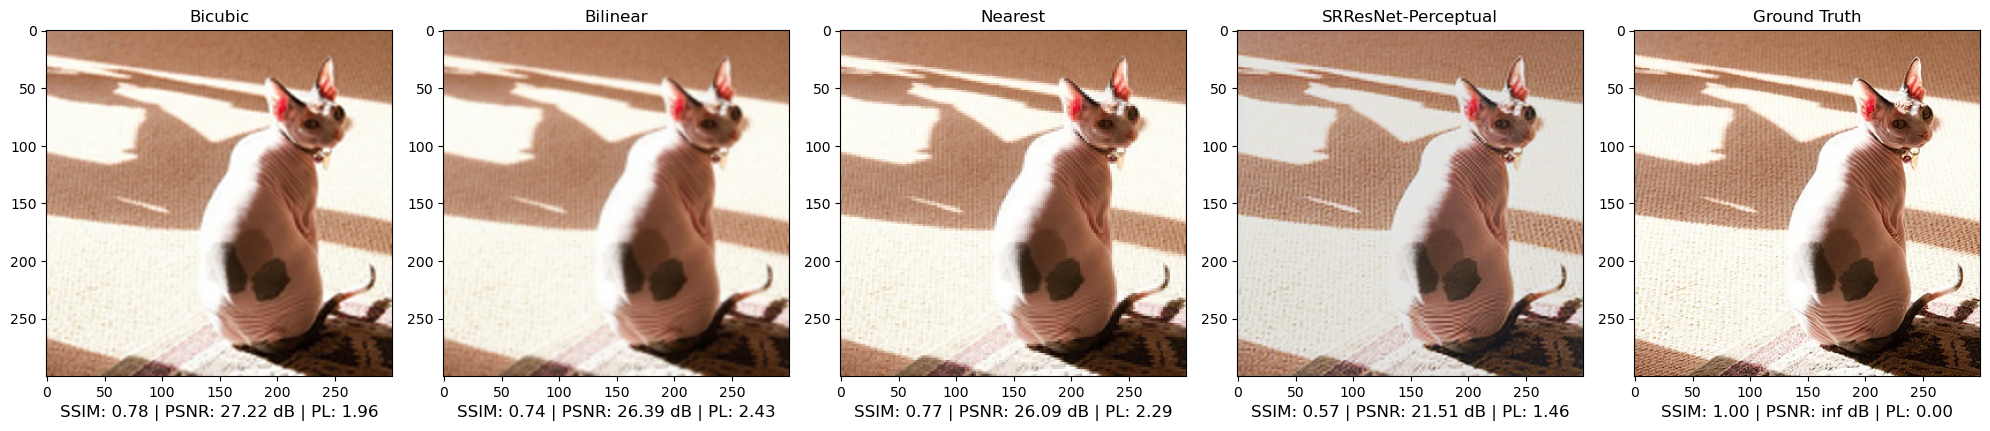 Bicubic Bilinear Nearest SRResNet-Perceptual Ground Truth
0 0 0 0 0
50 50 50 50 50
100 100 100 100 100
150 150 150 150 150
200 200 200 200 200
250 250 250 250 250
0 50 100 150 200 250 0 50 100 150 200 250 0 50 100 150 200 250 0 50 100 150 200 250 0 50 100 150 200 250
SSIM: 0.78 | PSNR: 27.22 dB | PL: 1.96 SSIM: 0.74 | PSNR: 26.39 dB | PL: 2.43 SSIM: 0.77 | PSNR: 26.09 dB | PL: 2.29 SSIM: 0.57 | PSNR: 21.51 dB | PL: 1.46 SSIM: 1.00 | PSNR: inf dB | PL: 0.00